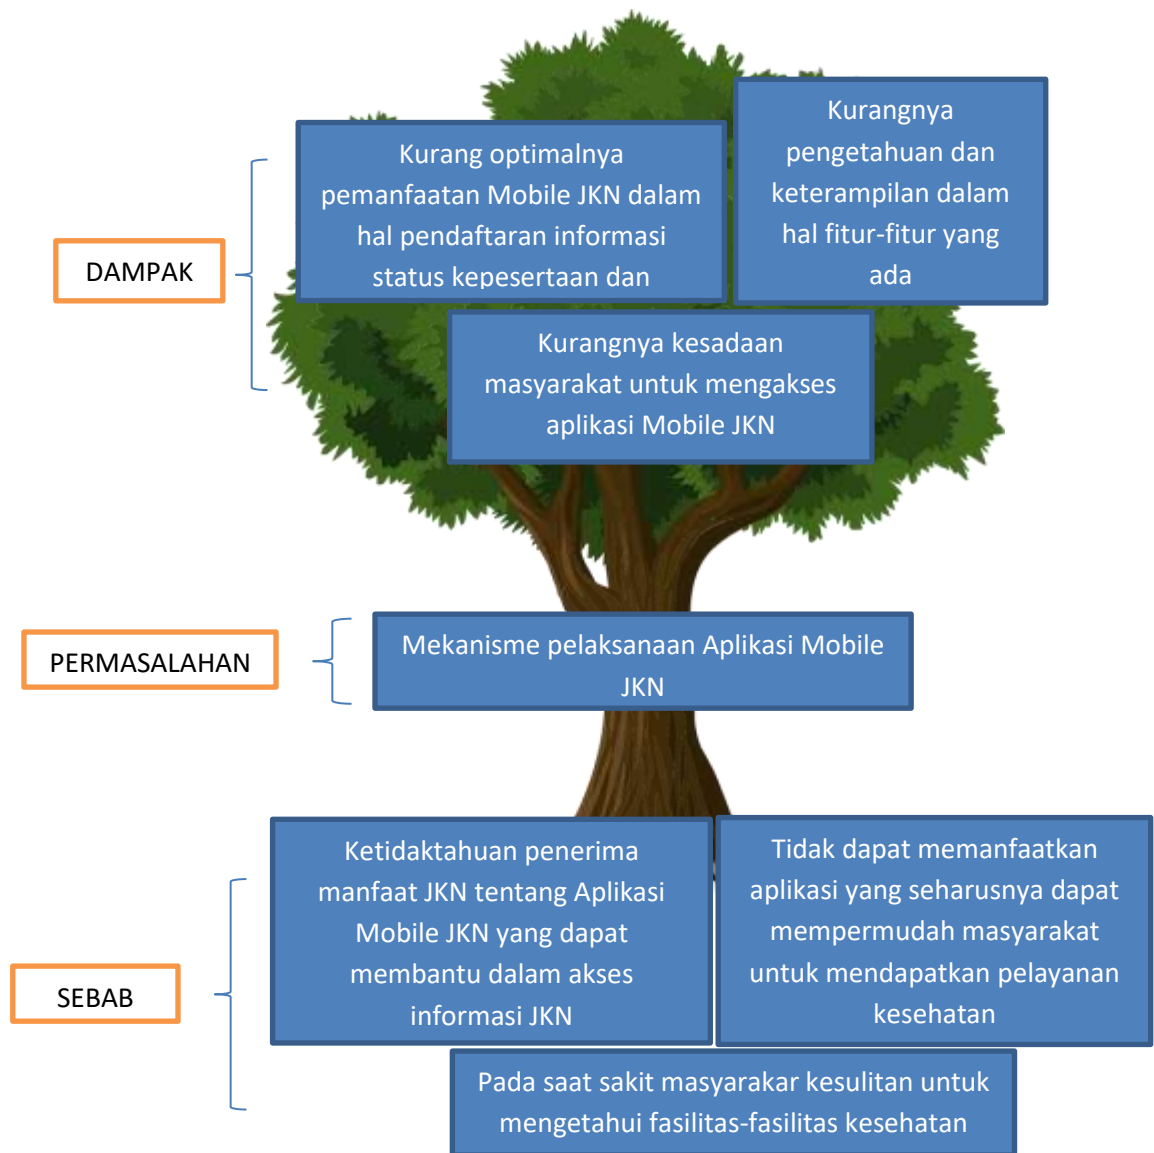 Kurangnya
pengetahuan dan
keterampilan dalam
hal fitur-fitur yang
ada
Kurang optimalnya
pemanfaatan Mobile JKN dalam
hal pendaftaran informasi
status kepesertaan dan
DAMPAK
Kurangnya kesadaan
masyarakat untuk mengakses
aplikasi Mobile JKN
PERMASALAHAN
Mekanisme pelaksanaan Aplikasi Mobile
JKN
Ketidaktahuan penerima
manfaat JKN tentang Aplikasi
Mobile JKN yang dapat
membantu dalam akses
informasi JKN
Tidak dapat memanfaatkan
aplikasi yang seharusnya dapat
mempermudah masyarakat
untuk mendapatkan pelayanan
kesehatan
SEBAB
Pada saat sakit masyarakar kesulitan untuk
mengetahui fasilitas-fasilitas kesehatan